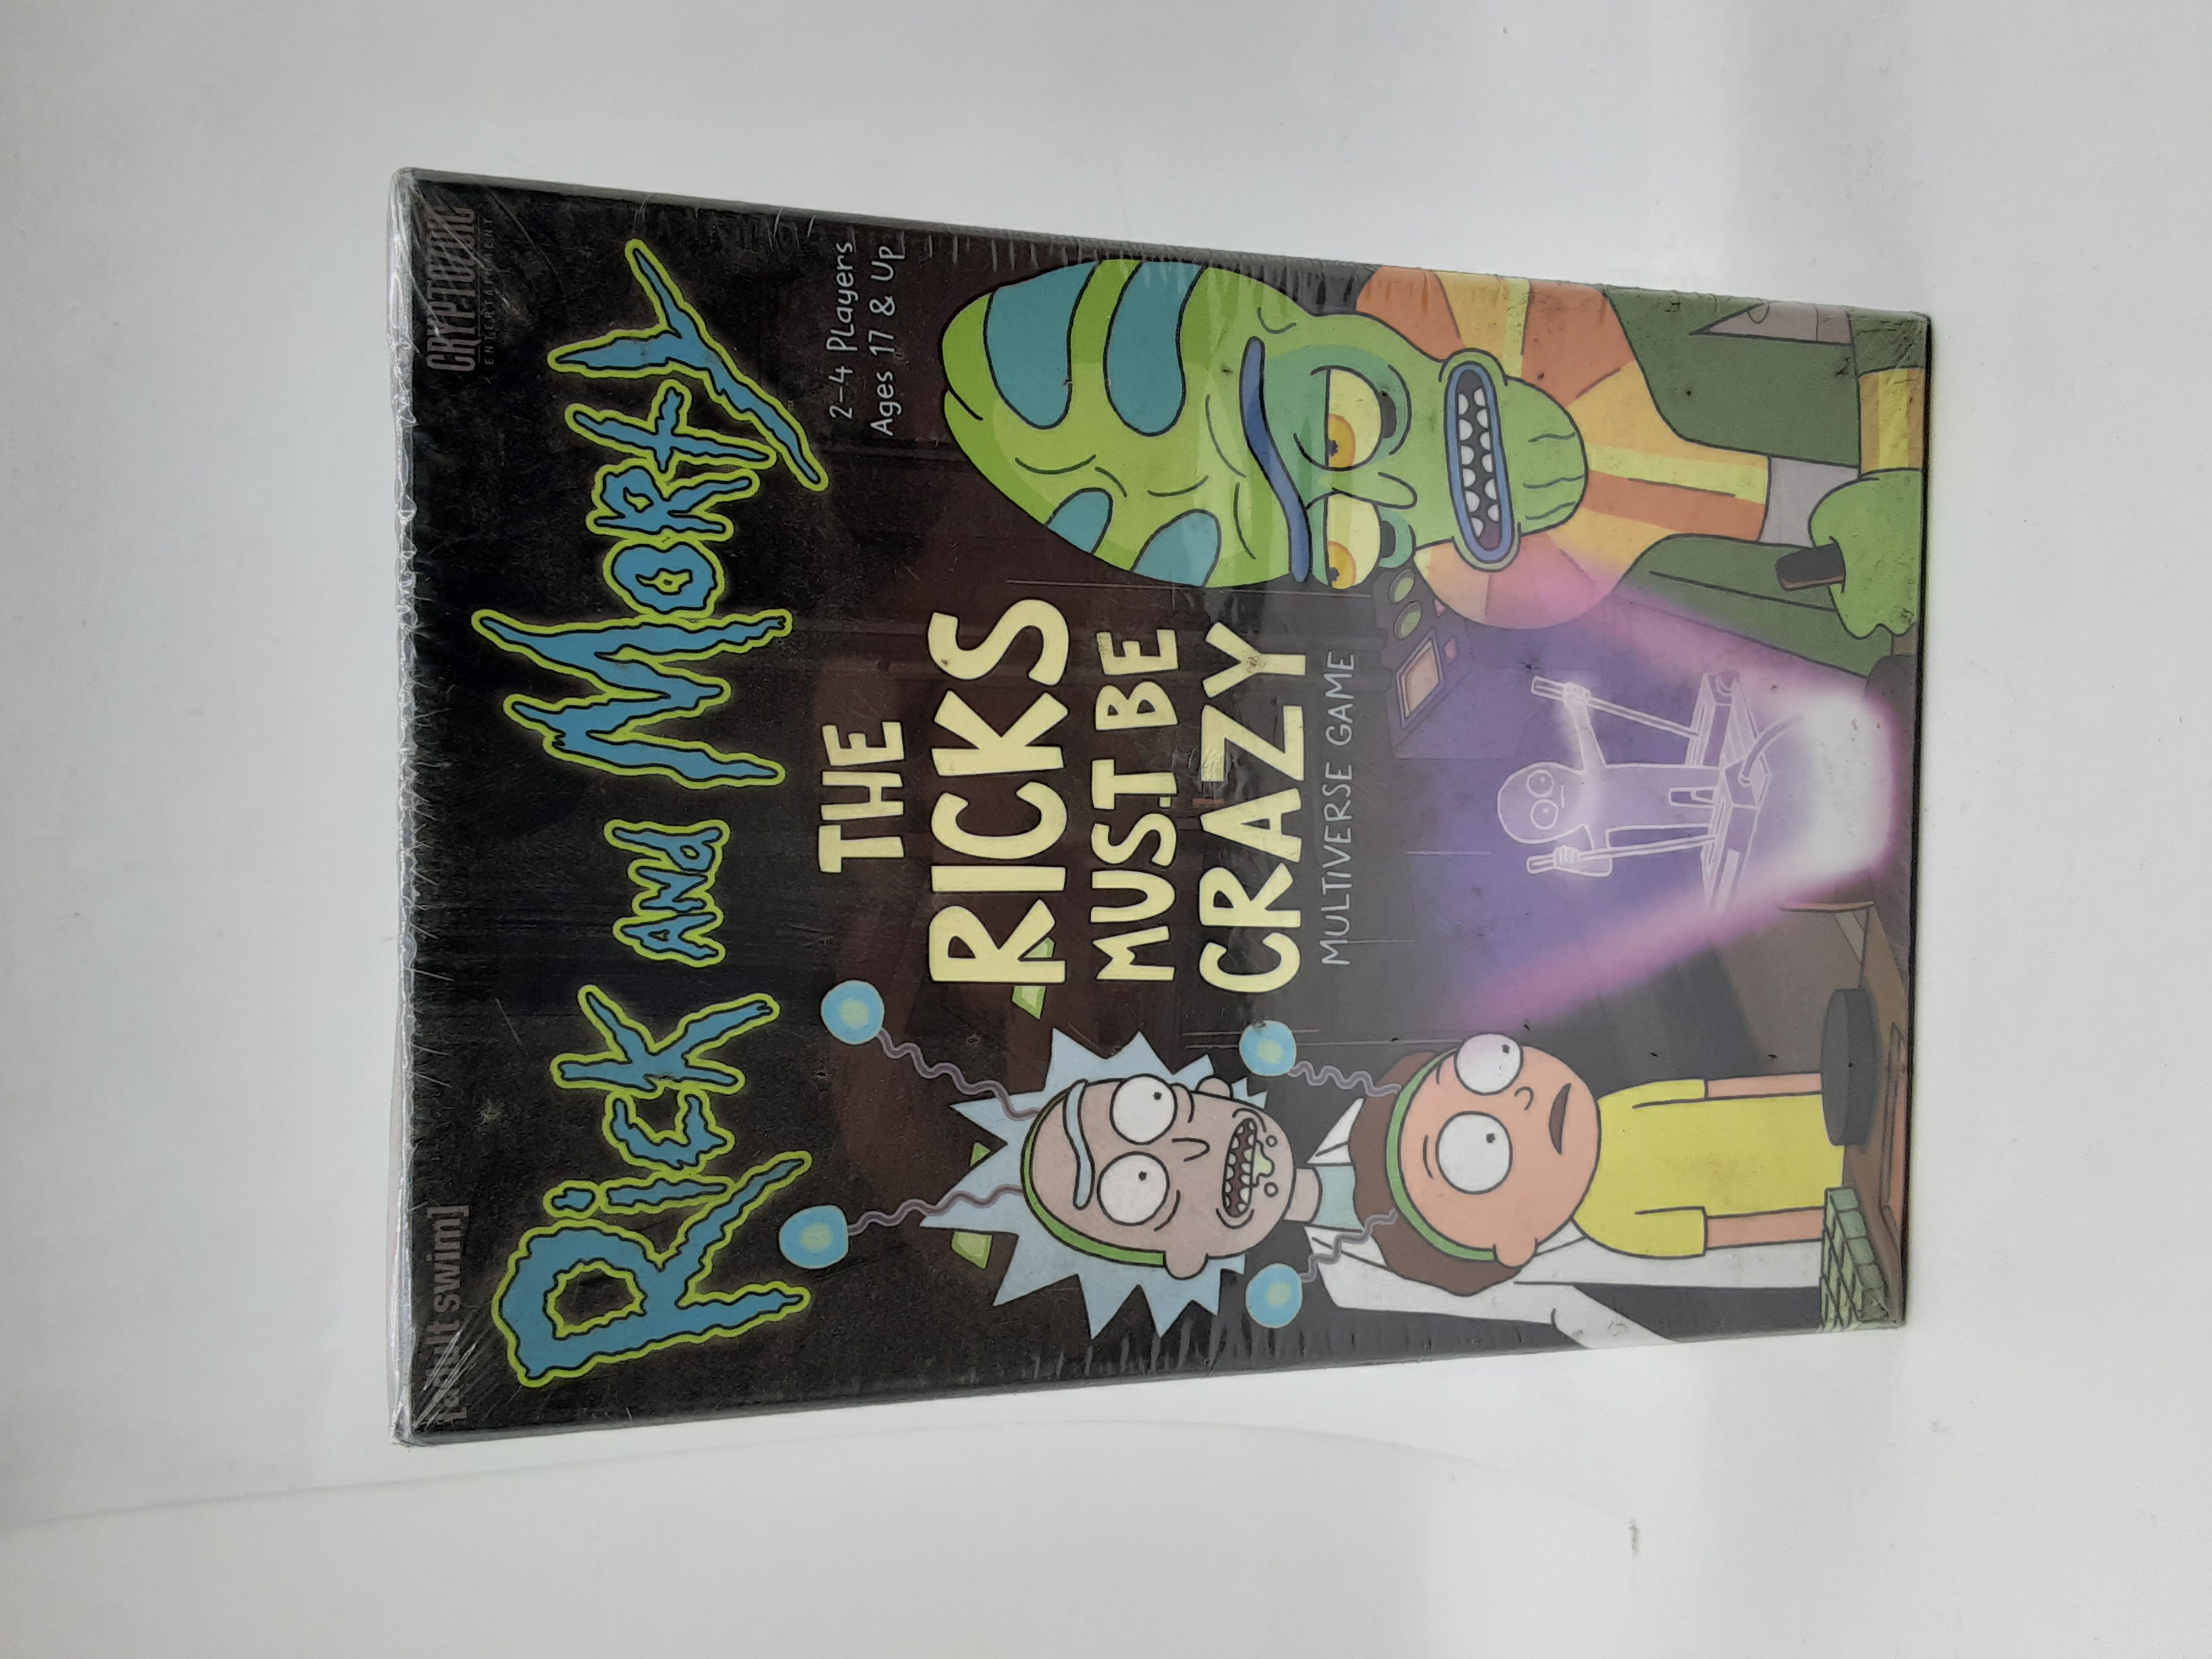 [adult swim]
CRYPTOZOIC
ENTERTAINMENT
Rick and Morty
2-4 Players
Ages 17 & Up
THE
RICKS
MUST BE
CRAZY
MULTIVERSE GAME